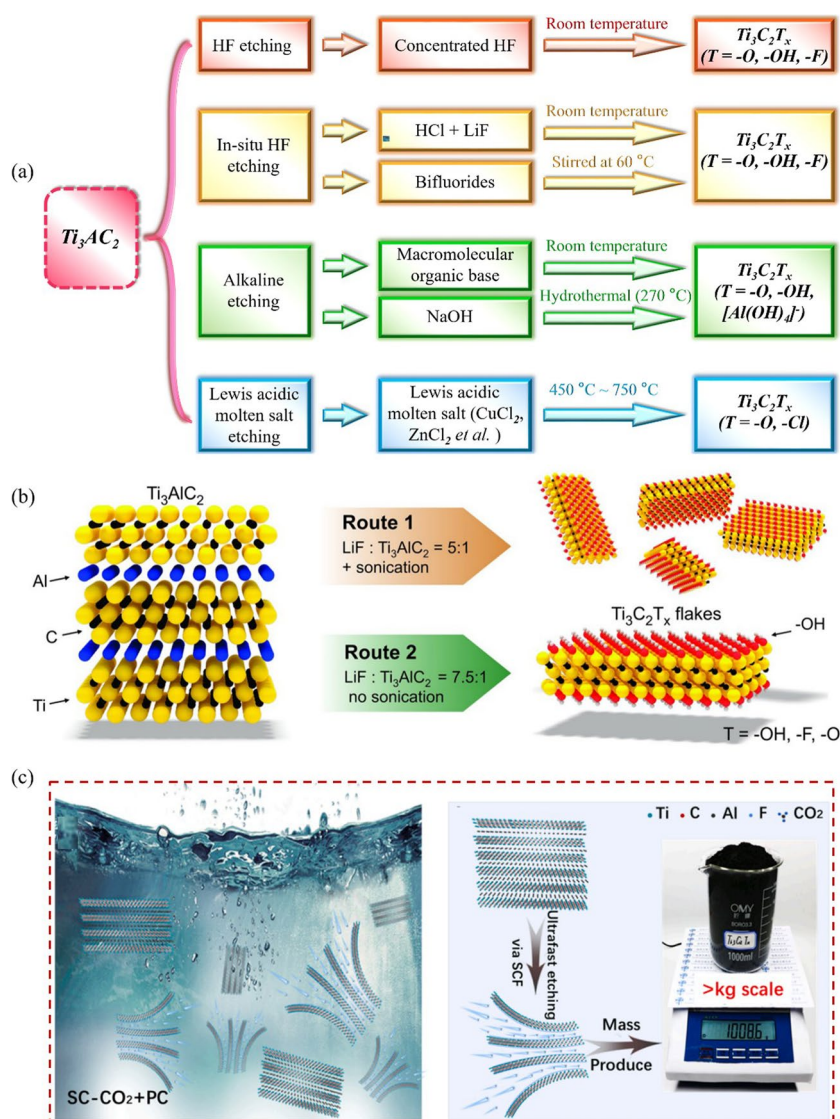 (a)
Ti₃AC₂
HF etching
Concentrated HF
Room temperature
Ti₃C₂Tₓ
(T = -O, -OH, -F)
In-situ HF
etching
HCl + LiF
Room temperature
Bifluorides
Stirred at 60 °C
Ti₃C₂Tₓ
(T = -O, -OH, -F)
Alkaline
etching
Macromolecular
organic base
Room temperature
NaOH
Hydrothermal (270 °C)
Ti₃C₂Tₓ
(T = -O, -OH,
[Al(OH)₄]⁻)
Lewis acidic
molten salt
etching
Lewis acidic
molten salt (CuCl₂,
ZnCl₂ et al. )
450 °C ~ 750 °C
Ti₃C₂Tₓ
(T = -O, -Cl)
(b)
Ti₃AlC₂
Al
C
Ti
Route 1
LiF : Ti₃AlC₂ = 5:1
+ sonication
Route 2
LiF : Ti₃AlC₂ = 7.5:1
no sonication
Ti₃C₂Tₓ flakes
-OH
T = -OH, -F, -O
(c)
SC-CO₂+PC
Ti C Al F CO₂
Ultrafast etching
via SCF
Mass
Produce
1000ml
>kg scale
1008.6